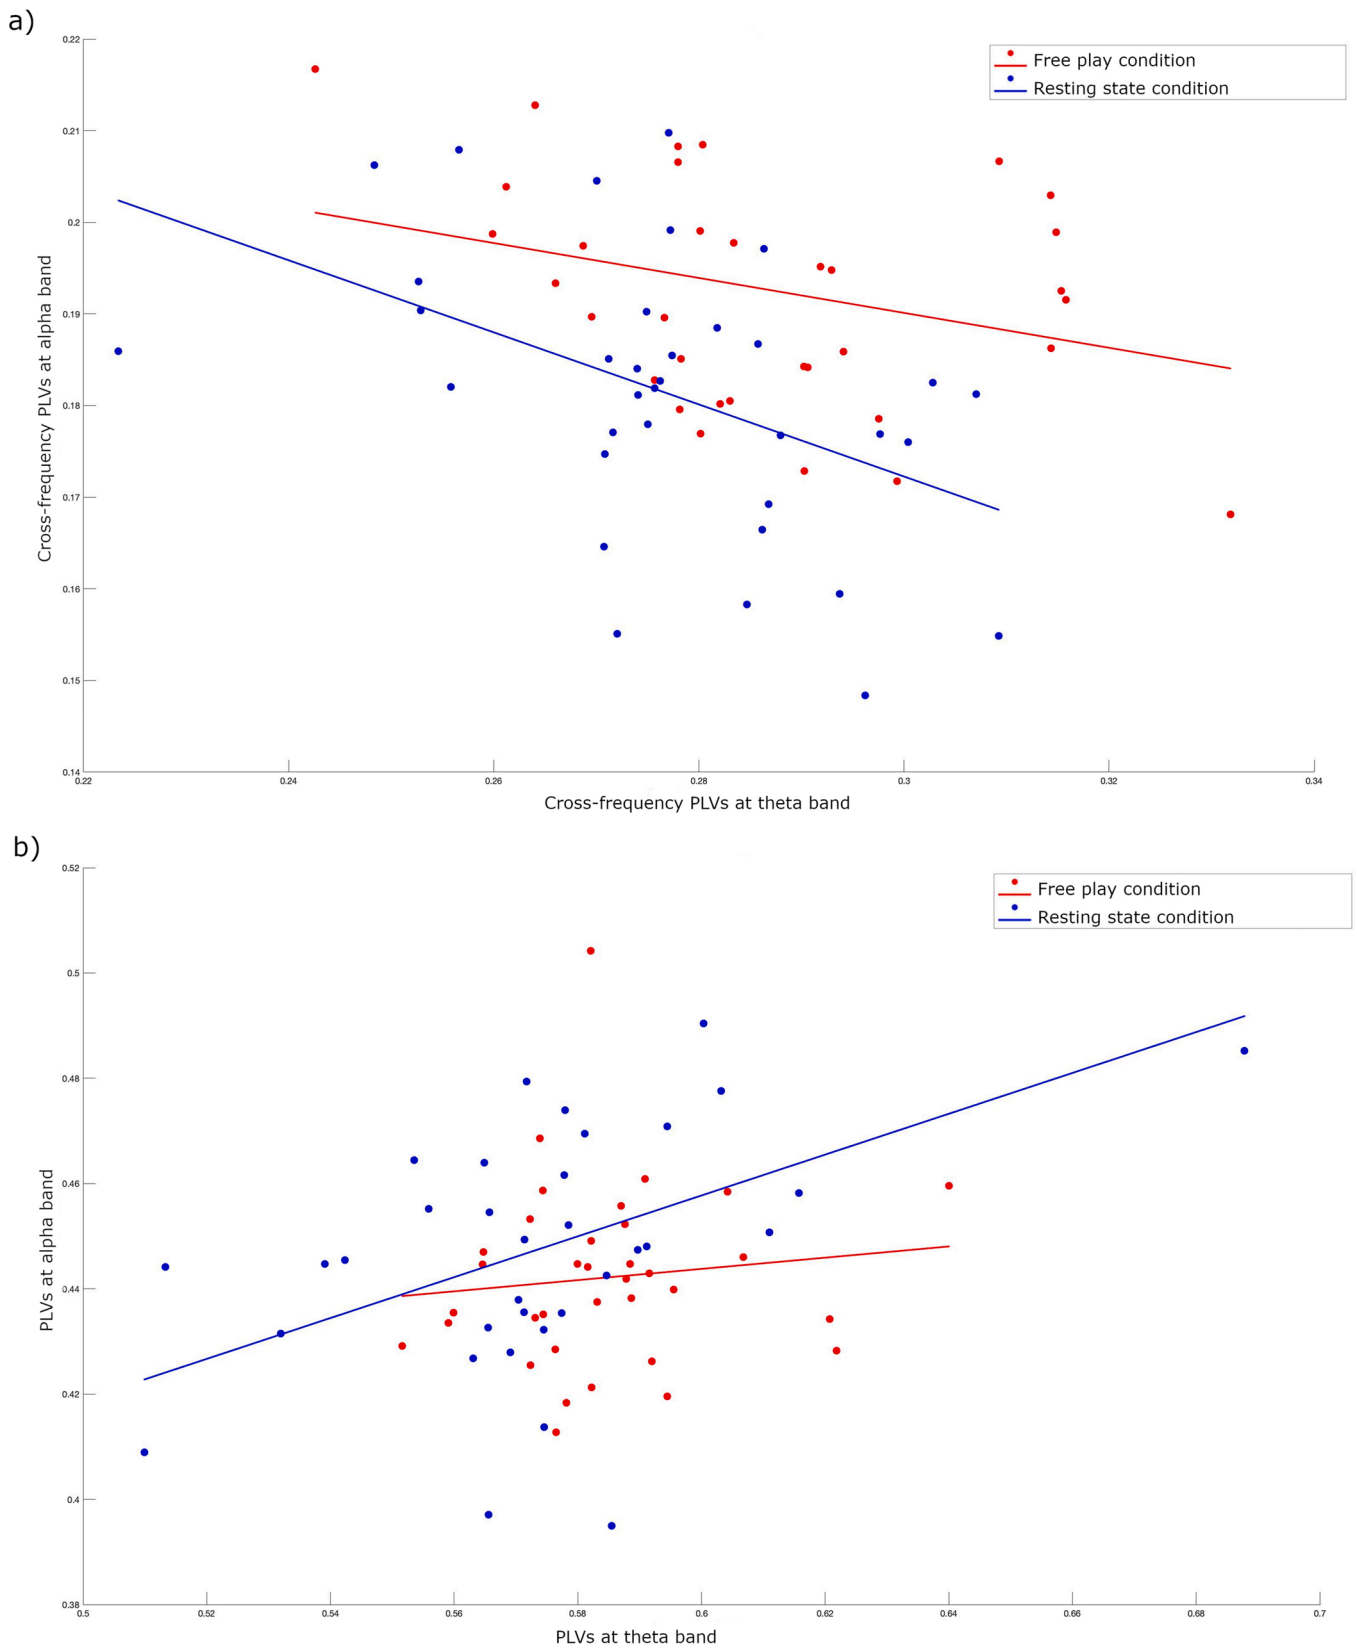 a)
0.22
0.21
0.2
0.19
0.18
0.17
0.16
0.15
0.14
Cross-frequency PLVs at alpha band
Free play condition
Resting state condition
0.22 0.24 0.26 0.28 0.3 0.32 0.34
Cross-frequency PLVs at theta band
b)
0.52
0.5
0.48
0.46
0.44
0.42
0.4
0.38
PLVs at alpha band
Free play condition
Resting state condition
0.5 0.52 0.54 0.56 0.58 0.6 0.62 0.64 0.66 0.68 0.7
PLVs at theta band